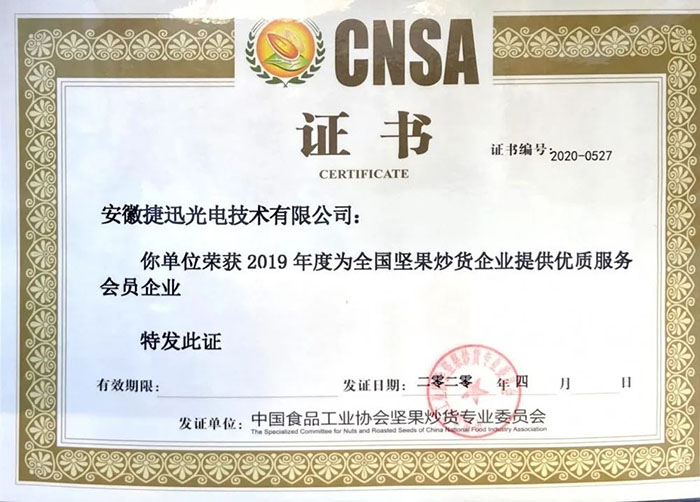 CNSA
证书
CERTIFICATE
证书编号:2020-0527
安徽捷迅光电技术有限公司：
你单位荣获 2019 年度为全国坚果炒货企业提供优质服务
会员企业
特发此证
有效期限： 发证日期：二零二零 年 四 月 日
发证单位：中国食品工业协会坚果炒货专业委员会
The Specialized Committee for Nuts and Roasted Seeds of China National Food Industry Association